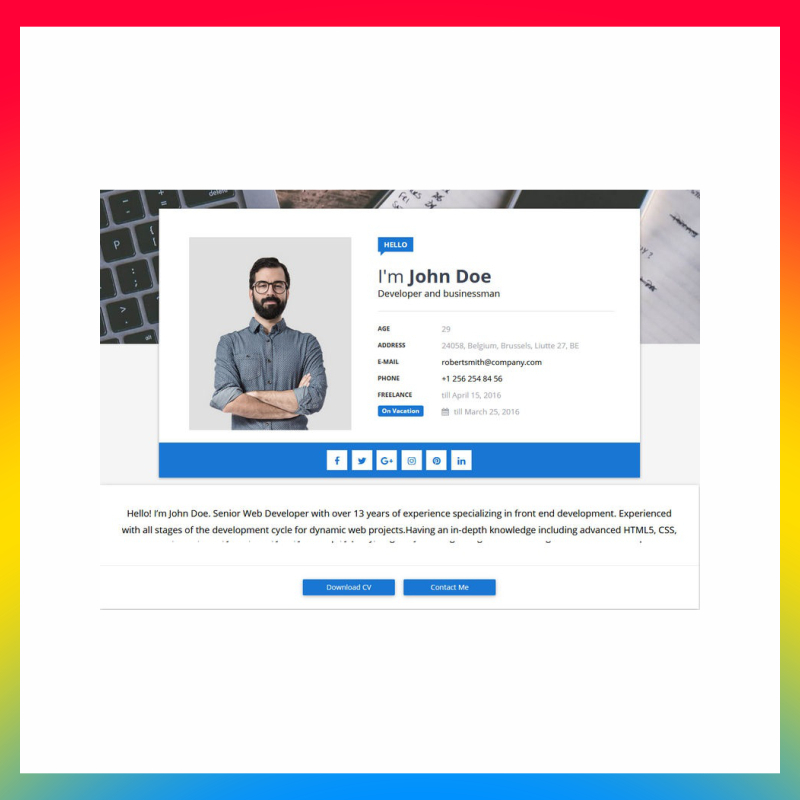 delete
P
HELLO
I'm John Doe
Developer and businessman
AGE 29
ADDRESS 24058, Belgium, Brussels, Liutte 27, BE
E-MAIL robertsmith@company.com
PHONE +1 256 254 84 56
FREELANCE till April 15, 2016
On Vacation till March 25, 2016
f G+ in
Hello! I'm John Doe. Senior Web Developer with over 13 years of experience specializing in front end development. Experienced
with all stages of the development cycle for dynamic web projects.Having an in-depth knowledge including advanced HTML5, CSS,
Download CV Contact Me